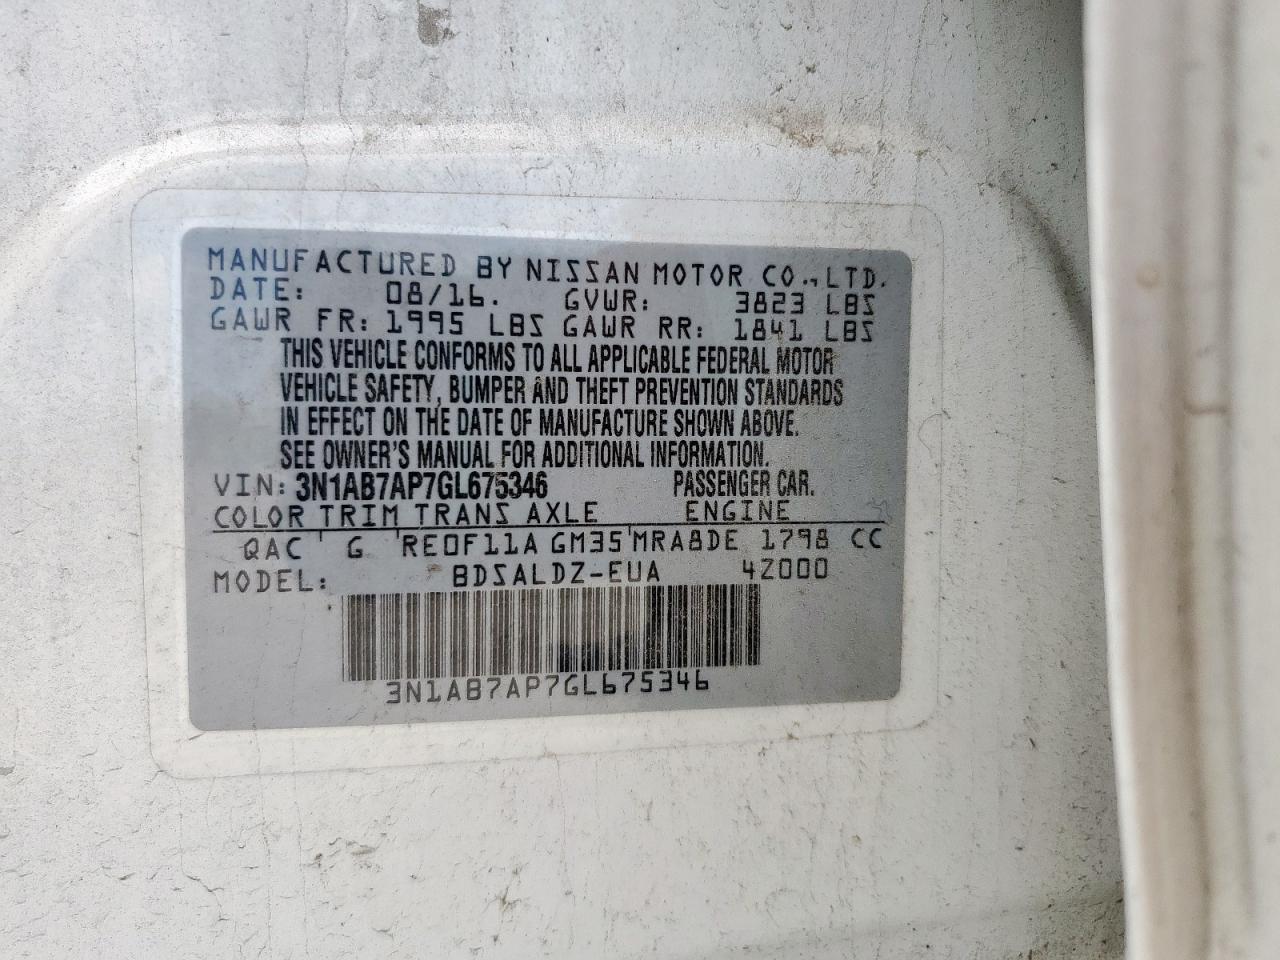 MANUFACTURED BY NISSAN MOTOR CO., LTD.
DATE: 08/16. GVWR: 3823 LBS
GAWR FR: 1995 LBS GAWR RR: 1841 LBS
THIS VEHICLE CONFORMS TO ALL APPLICABLE FEDERAL MOTOR
VEHICLE SAFETY, BUMPER AND THEFT PREVENTION STANDARDS
IN EFFECT ON THE DATE OF MANUFACTURE SHOWN ABOVE.
SEE OWNER'S MANUAL FOR ADDITIONAL INFORMATION.
VIN: 3N1AB7AP7GL675346 PASSENGER CAR.
COLOR TRIM TRANS AXLE ENGINE
QAC G RE0F11A GM35 MRA8DE 1798 CC
MODEL: BDSALDZ-EUA 4Z000
3N1AB7AP7GL675346